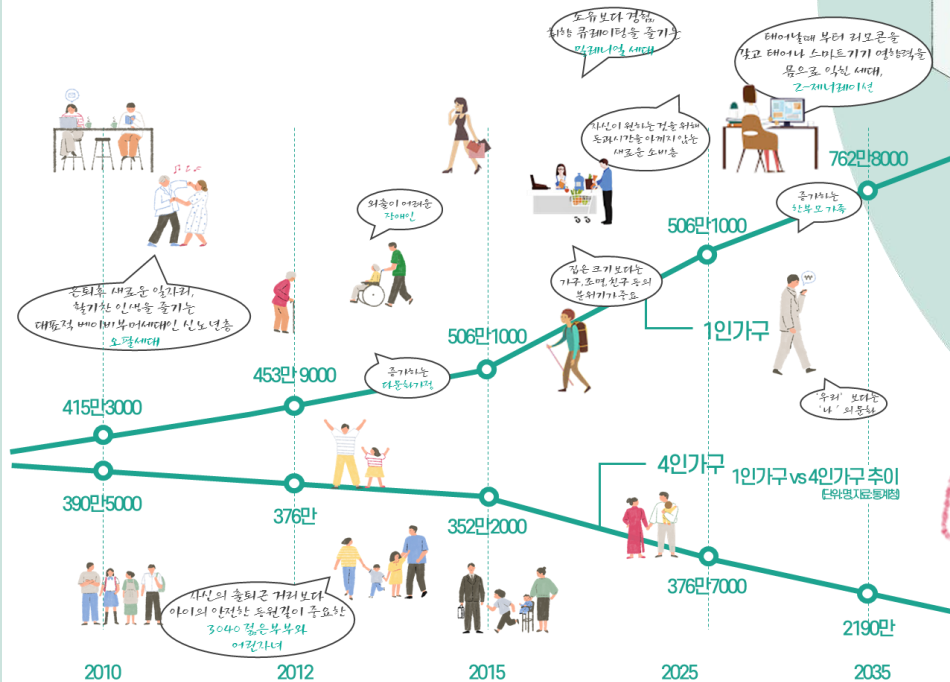 소유보다 경험,
취향 큐레이팅을 즐기는
밀레니얼 세대
태어날때 부터 리모콘을
갖고 태어나 스마트기기 영향력을
몸으로 익힌 세대,
Z-제너레이션
자신이 원하는 것을 위해
돈과 시간을 아끼지 않는
새로운 소비층
762만8000
증가하는
한부모 가족
외출이 어려운
장애인
506만1000
집은 크기보다는
가구, 조명, 친구 등의
분위기가 중요
은퇴후 새로운 일자리,
활기찬 인생을 즐기는
대표적 베이비부머세대인 신노년층
오팔세대
506만1000
1인가구
453만 9000
증가하는
다문화가정
415만3000
'우리' 보다는
'나' 의 문화
4인가구
1인가구 vs 4인가구 추이
(단위:명,자료:통계청)
390만5000
376만
352만2000
376만7000
자신의 출퇴근 거리보다
아이의 안전한 등원길이 중요한
3040 젊은부부와
어린자녀
2190만
2010
2012
2015
2025
2035